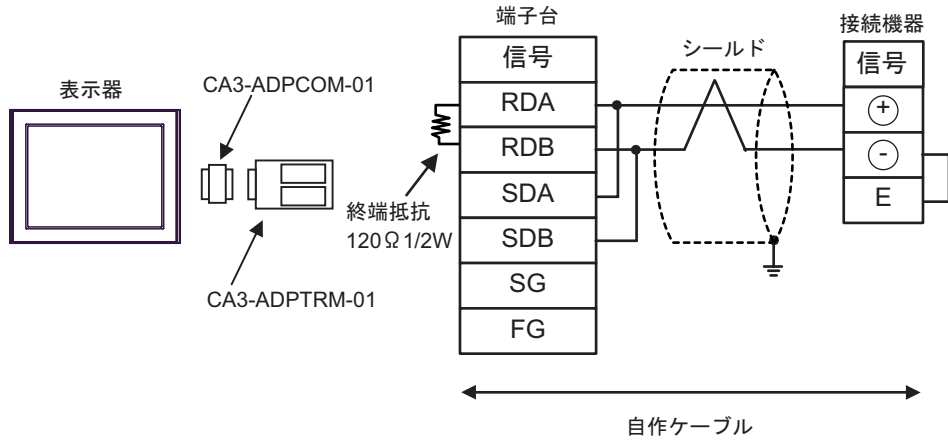 端子台
接続機器
信号
シールド
信号
表示器
CA3-ADPCOM-01
RDA
+
RDB
-
SDA
E
終端抵抗
120Ω1/2W
SDB
CA3-ADPTRM-01
SG
FG
自作ケーブル